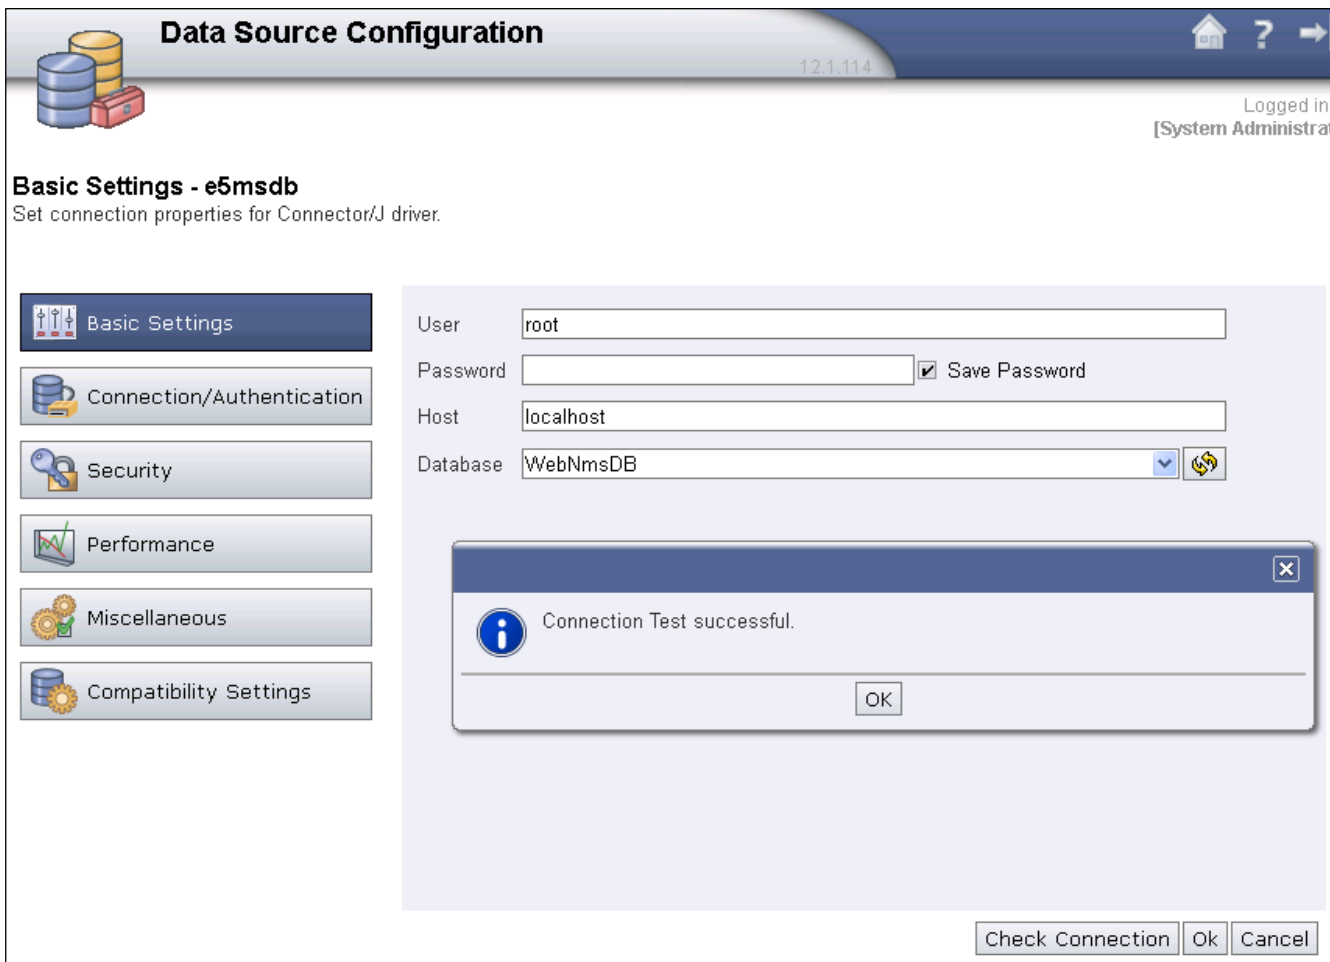 Data Source Configuration
?
12.1.114
Logged in
[System Administrat
Basic Settings - e5msdb
Set connection properties for Connector/J driver.
Basic Settings
Connection/Authentication
Security
Performance
Miscellaneous
Compatibility Settings
User root
Password Save Password
Host localhost
Database WebNmsDB
Connection Test successful.
OK
Check Connection Ok Cancel